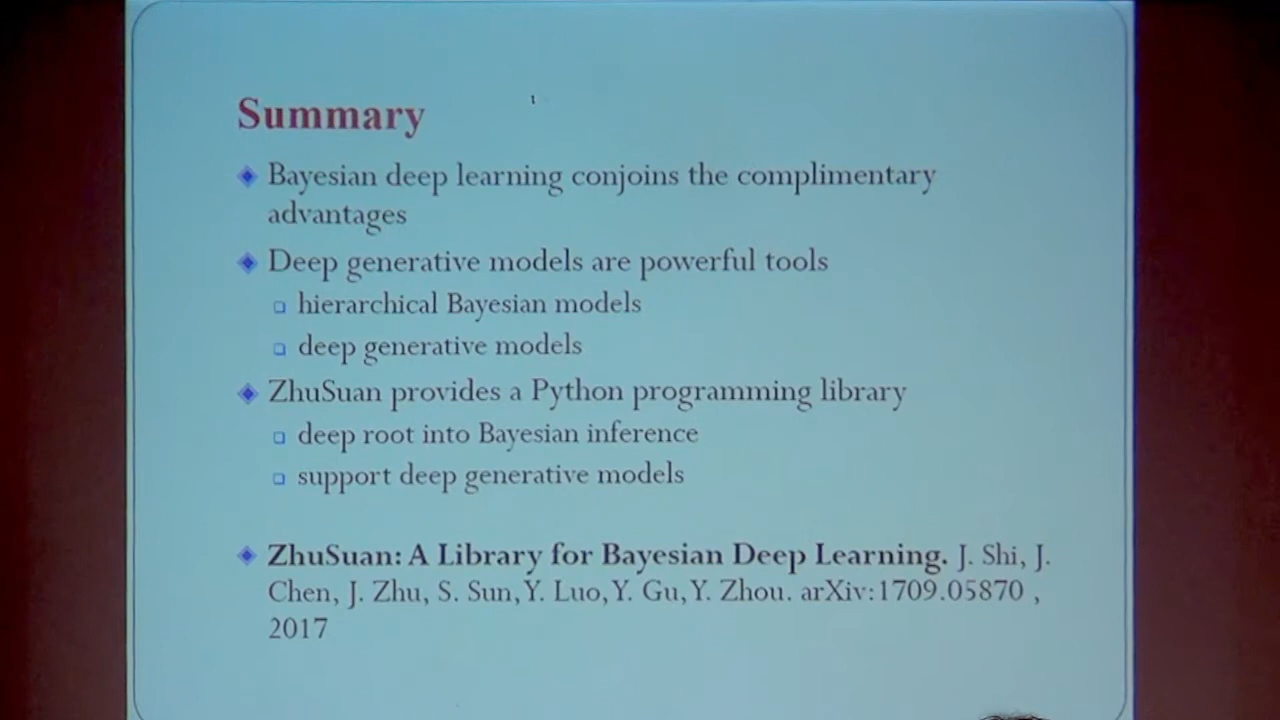 Summary
Bayesian deep learning conjoins the complimentary
advantages
Deep generative models are powerful tools
hierarchical Bayesian models
deep generative models
ZhuSuan provides a Python programming library
deep root into Bayesian inference
support deep generative models
ZhuSuan: A Library for Bayesian Deep Learning. J. Shi, J.
Chen, J. Zhu, S. Sun, Y. Luo, Y. Gu, Y. Zhou. arXiv:1709.05870 ,
2017